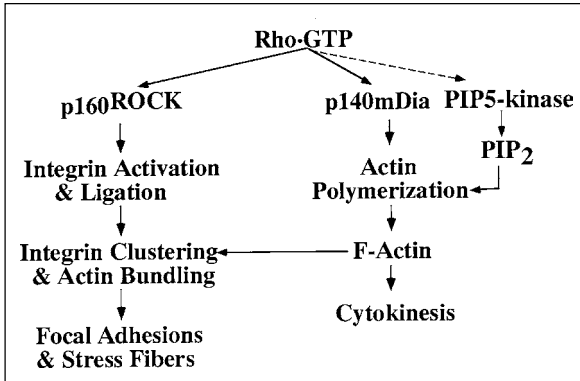 Rho-GTP
p160ROCK p140mDia PIP5-kinase
Integrin Activation
& Ligation
Actin
Polymerization
PIP2
Integrin Clustering
& Actin Bundling
F-Actin
Focal Adhesions
& Stress Fibers
Cytokinesis